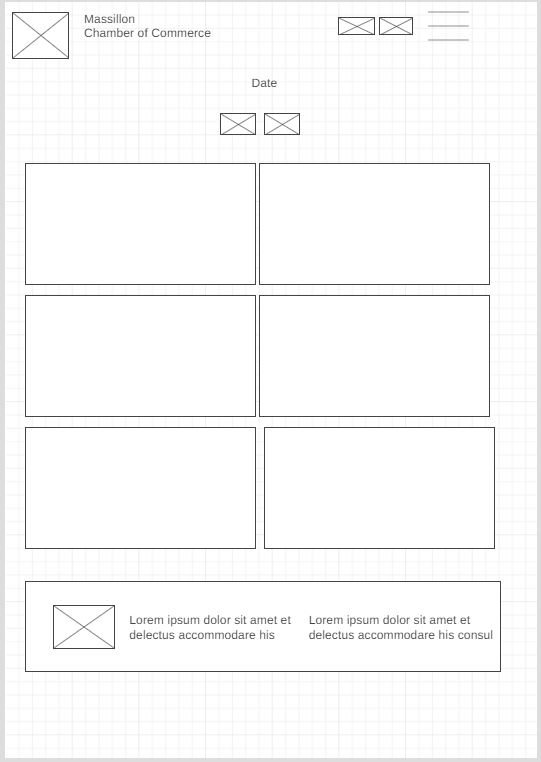 Massillon
Chamber of Commerce
Date
Lorem ipsum dolor sit amet et
delectus accommodare his
Lorem ipsum dolor sit amet et
delectus accommodare his consul